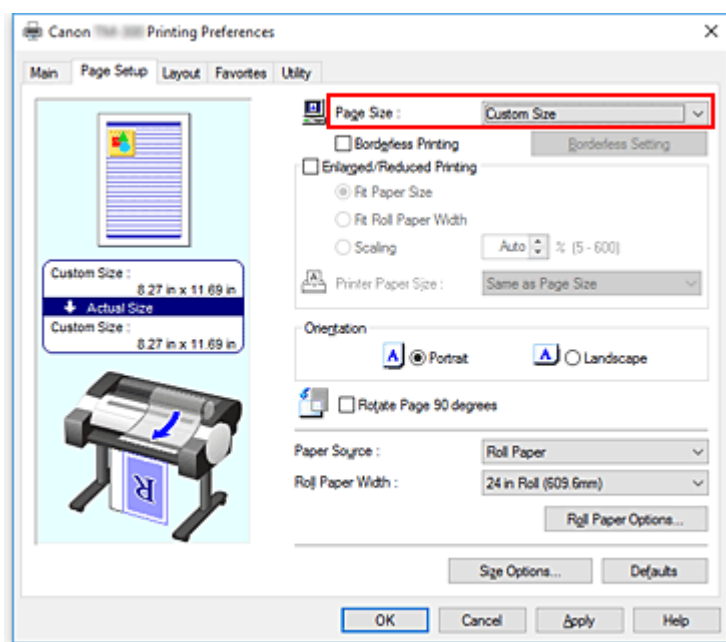 Canon Printing Preferences
Main Page Setup Layout Favorites Utility
Page Size : Custom Size
Borderless Printing Borderless Setting
Enlarged/Reduced Printing
Fit Paper Size
Fit Roll Paper Width
Scaling Auto % (5 - 600)
Printer Paper Size : Same as Page Size
Custom Size :
8.27 in x 11.69 in
Actual Size
Custom Size :
8.27 in x 11.69 in
Orientation
A Portrait A Landscape
Rotate Page 90 degrees
R
Paper Source : Roll Paper
Roll Paper Width : 24 in Roll (609.6mm)
Roll Paper Options...
Size Options... Defaults
OK Cancel Apply Help